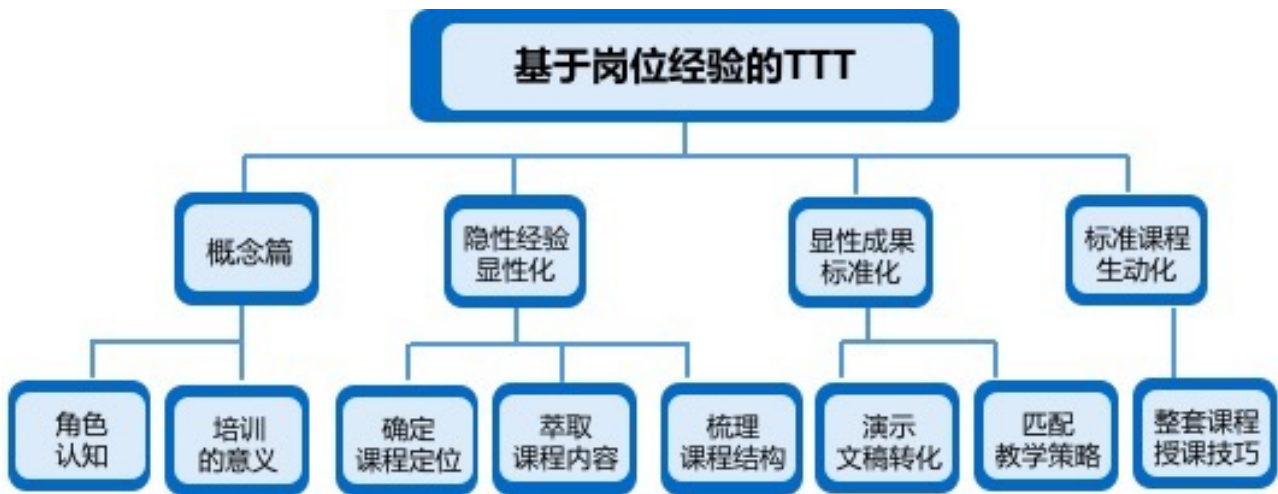 基于岗位经验的TTT
概念篇
隐性经验
显性化
显性成果
标准化
标准课程
生动化
角色
认知
培训
的意义
确定
课程定位
萃取
课程内容
梳理
课程结构
演示
文稿转化
匹配
教学策略
整套课程
授课技巧